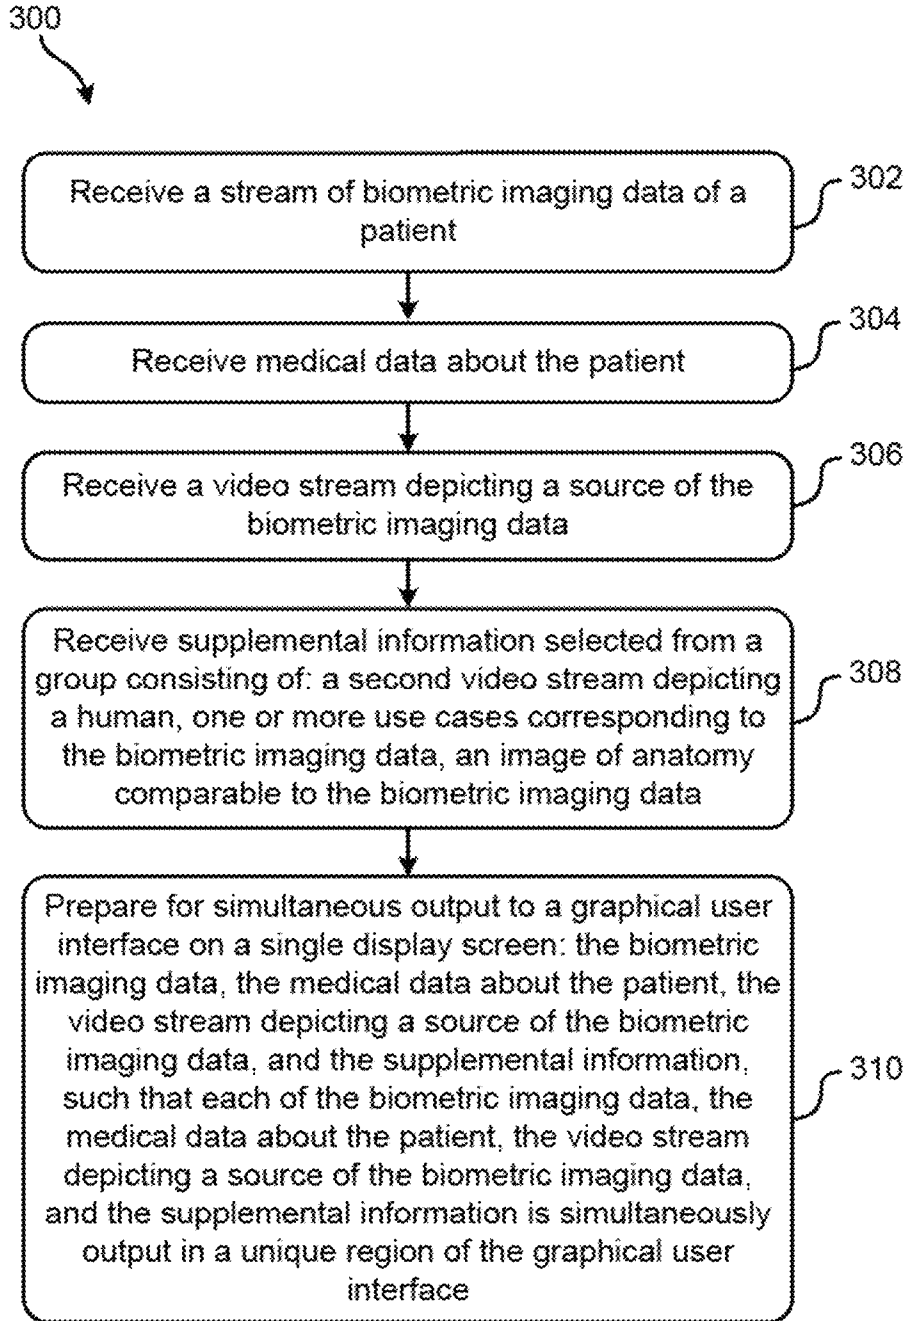 300
Receive a stream of biometric imaging data of a
patient
302
Receive medical data about the patient
304
Receive a video stream depicting a source of the
biometric imaging data
306
Receive supplemental information selected from a
group consisting of: a second video stream depicting
a human, one or more use cases corresponding to
the biometric imaging data, an image of anatomy
comparable to the biometric imaging data
308
Prepare for simultaneous output to a graphical user
interface on a single display screen: the biometric
imaging data, the medical data about the patient, the
video stream depicting a source of the biometric
imaging data, and the supplemental information,
such that each of the biometric imaging data, the
medical data about the patient, the video stream
depicting a source of the biometric imaging data,
and the supplemental information is simultaneously
output in a unique region of the graphical user
interface
310